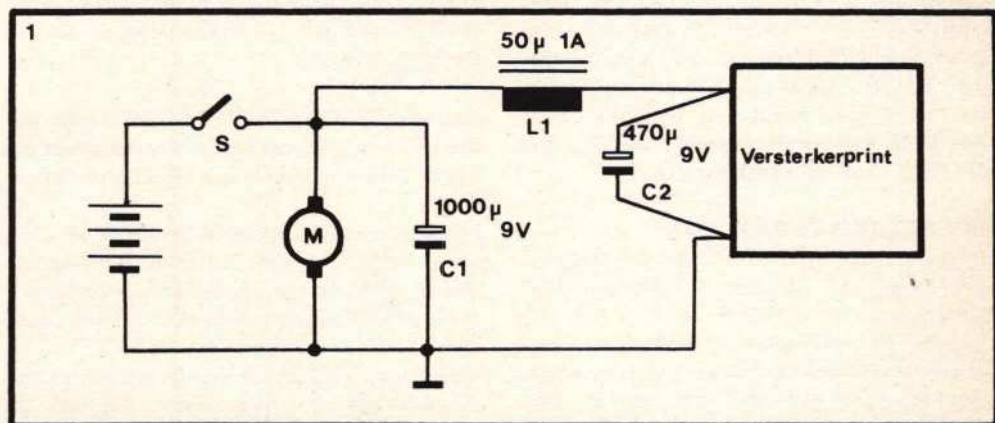 1
50µ 1A
L1
S
470µ
9V
C2
Versterkerprint
M
1000µ
9V
C1